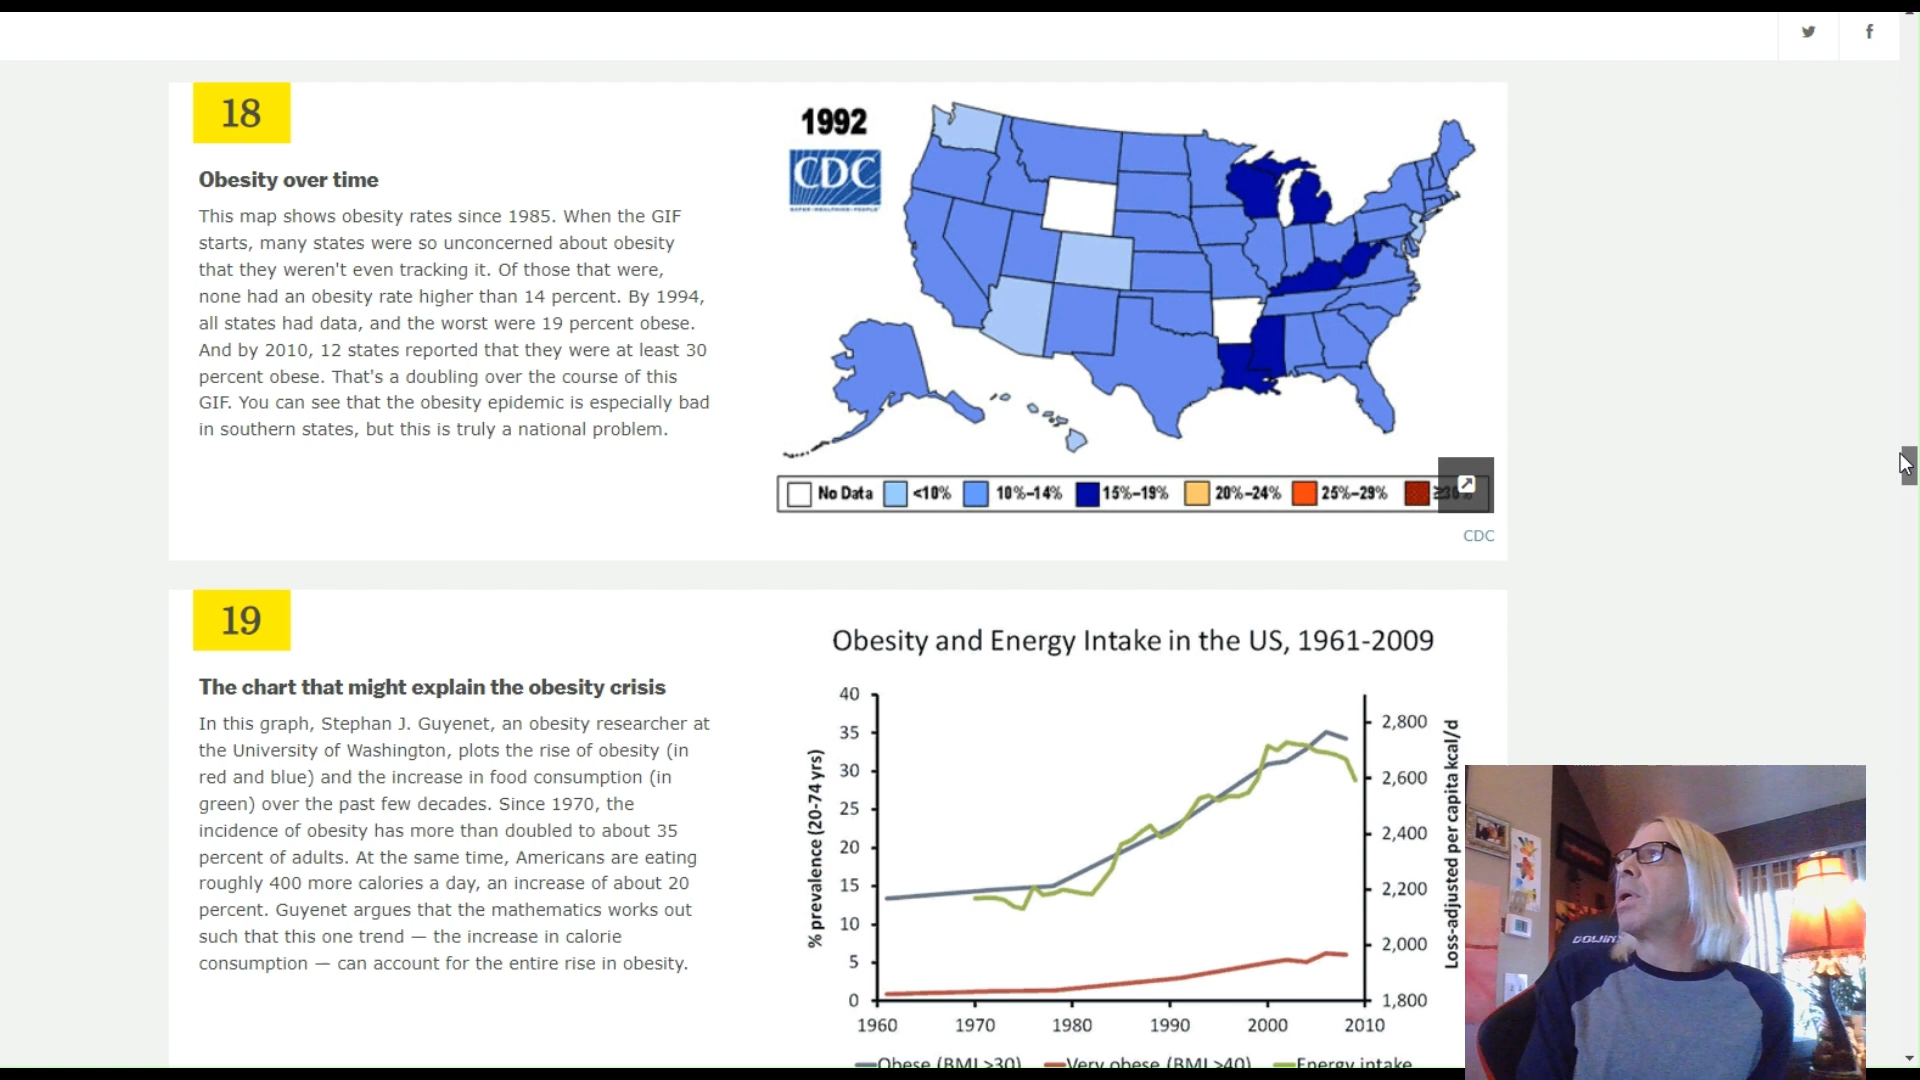 18
Obesity over time
This map shows obesity rates since 1985. When the GIF
starts, many states were so unconcerned about obesity
that they weren't even tracking it. Of those that were,
none had an obesity rate higher than 14 percent. By 1994,
all states had data, and the worst were 19 percent obese.
And by 2010, 12 states reported that they were at least 30
percent obese. That's a doubling over the course of this
GIF. You can see that the obesity epidemic is especially bad
in southern states, but this is truly a national problem.
1992
CDC
No Data <10% 10%–14% 15%–19% 20%–24% 25%–29% ≥30%
CDC
19
The chart that might explain the obesity crisis
In this graph, Stephan J. Guyenet, an obesity researcher at
the University of Washington, plots the rise of obesity (in
red and blue) and the increase in food consumption (in
green) over the past few decades. Since 1970, the
incidence of obesity has more than doubled to about 35
percent of adults. At the same time, Americans are eating
roughly 400 more calories a day, an increase of about 20
percent. Guyenet argues that the mathematics works out
such that this one trend — the increase in calorie
consumption — can account for the entire rise in obesity.
Obesity and Energy Intake in the US, 1961-2009
% prevalence (20-74 yrs)
40
35
30
25
20
15
10
5
0
2,800
2,600
2,400
2,200
2,000
1,800
Loss-adjusted per capita kcal/d
1960 1970 1980 1990 2000 2010
Obese (BMI >30) Very obese (BMI >40) Energy intake